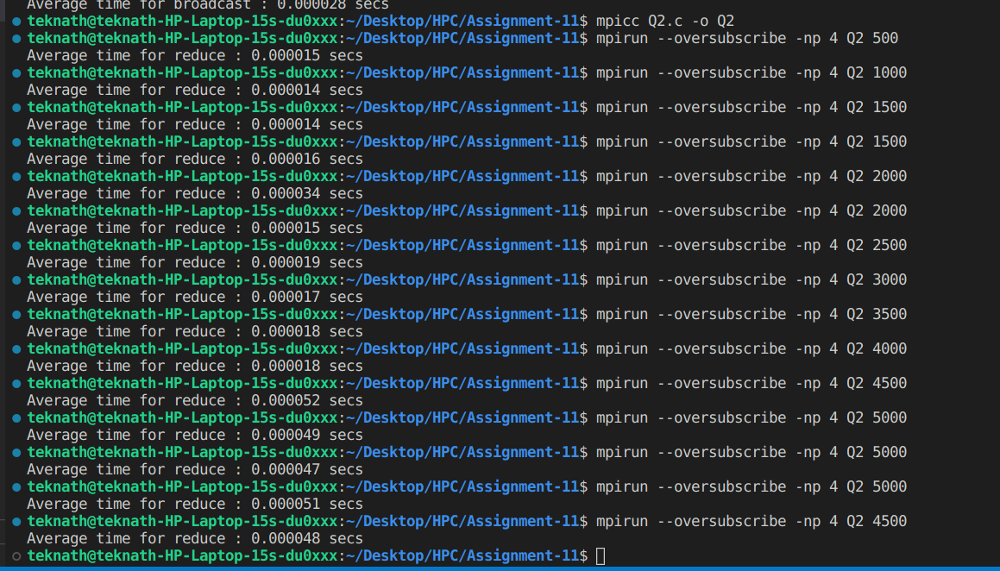 Average time for broadcast : 0.000028 secs
teknath@teknath-HP-Laptop-15s-du0xxx:~/Desktop/HPC/Assignment-11$ mpicc Q2.c -o Q2
teknath@teknath-HP-Laptop-15s-du0xxx:~/Desktop/HPC/Assignment-11$ mpirun --oversubscribe -np 4 Q2 500
Average time for reduce : 0.000015 secs
teknath@teknath-HP-Laptop-15s-du0xxx:~/Desktop/HPC/Assignment-11$ mpirun --oversubscribe -np 4 Q2 1000
Average time for reduce : 0.000014 secs
teknath@teknath-HP-Laptop-15s-du0xxx:~/Desktop/HPC/Assignment-11$ mpirun --oversubscribe -np 4 Q2 1500
Average time for reduce : 0.000014 secs
teknath@teknath-HP-Laptop-15s-du0xxx:~/Desktop/HPC/Assignment-11$ mpirun --oversubscribe -np 4 Q2 1500
Average time for reduce : 0.000016 secs
teknath@teknath-HP-Laptop-15s-du0xxx:~/Desktop/HPC/Assignment-11$ mpirun --oversubscribe -np 4 Q2 2000
Average time for reduce : 0.000034 secs
teknath@teknath-HP-Laptop-15s-du0xxx:~/Desktop/HPC/Assignment-11$ mpirun --oversubscribe -np 4 Q2 2000
Average time for reduce : 0.000015 secs
teknath@teknath-HP-Laptop-15s-du0xxx:~/Desktop/HPC/Assignment-11$ mpirun --oversubscribe -np 4 Q2 2500
Average time for reduce : 0.000019 secs
teknath@teknath-HP-Laptop-15s-du0xxx:~/Desktop/HPC/Assignment-11$ mpirun --oversubscribe -np 4 Q2 3000
Average time for reduce : 0.000017 secs
teknath@teknath-HP-Laptop-15s-du0xxx:~/Desktop/HPC/Assignment-11$ mpirun --oversubscribe -np 4 Q2 3500
Average time for reduce : 0.000018 secs
teknath@teknath-HP-Laptop-15s-du0xxx:~/Desktop/HPC/Assignment-11$ mpirun --oversubscribe -np 4 Q2 4000
Average time for reduce : 0.000018 secs
teknath@teknath-HP-Laptop-15s-du0xxx:~/Desktop/HPC/Assignment-11$ mpirun --oversubscribe -np 4 Q2 4500
Average time for reduce : 0.000052 secs
teknath@teknath-HP-Laptop-15s-du0xxx:~/Desktop/HPC/Assignment-11$ mpirun --oversubscribe -np 4 Q2 5000
Average time for reduce : 0.000049 secs
teknath@teknath-HP-Laptop-15s-du0xxx:~/Desktop/HPC/Assignment-11$ mpirun --oversubscribe -np 4 Q2 5000
Average time for reduce : 0.000047 secs
teknath@teknath-HP-Laptop-15s-du0xxx:~/Desktop/HPC/Assignment-11$ mpirun --oversubscribe -np 4 Q2 5000
Average time for reduce : 0.000051 secs
teknath@teknath-HP-Laptop-15s-du0xxx:~/Desktop/HPC/Assignment-11$ mpirun --oversubscribe -np 4 Q2 4500
Average time for reduce : 0.000048 secs
teknath@teknath-HP-Laptop-15s-du0xxx:~/Desktop/HPC/Assignment-11$